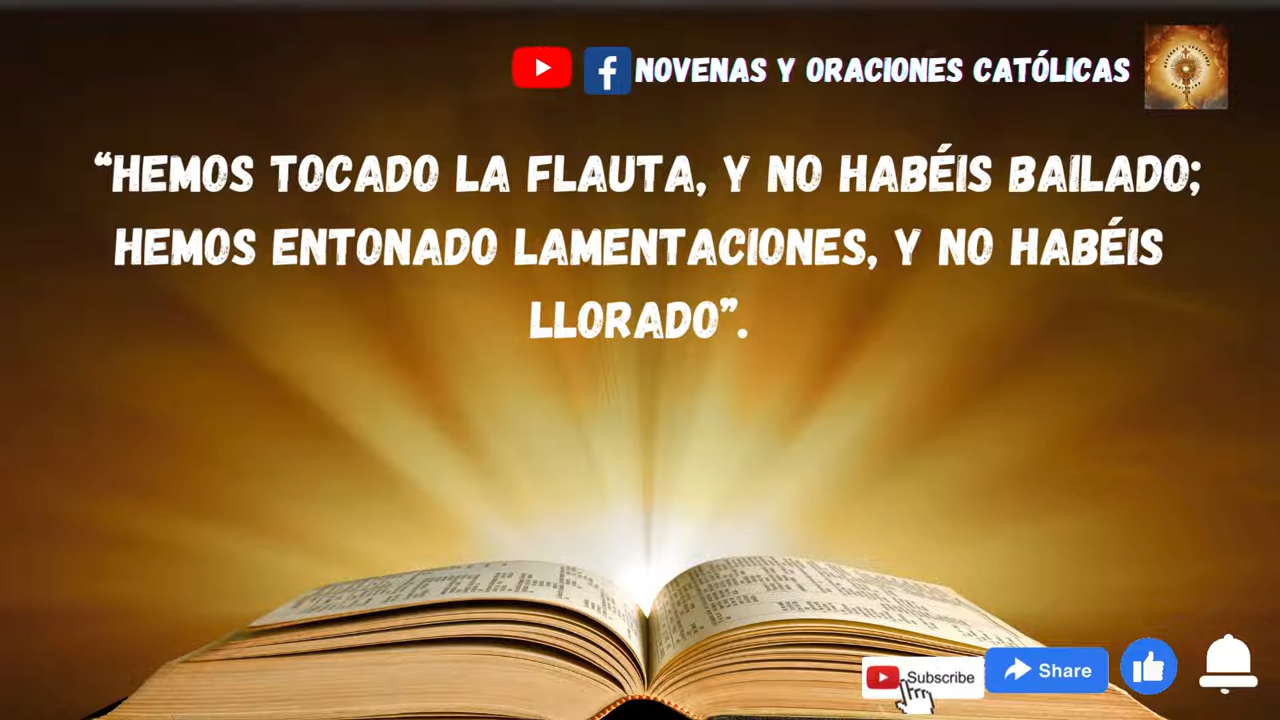 NOVENAS Y ORACIONES CATÓLICAS
“HEMOS TOCADO LA FLAUTA, Y NO HABÉIS BAILADO;
HEMOS ENTONADO LAMENTACIONES, Y NO HABÉIS
LLORADO”.
Subscribe
Share